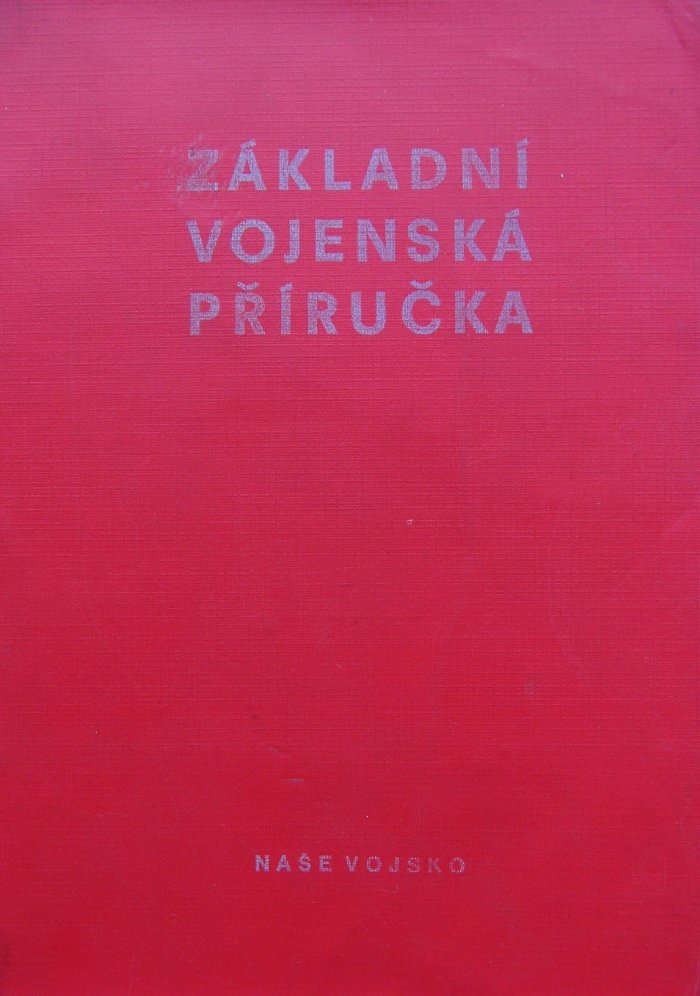 ZÁKLADNÍ
VOJENSKÁ
PŘÍRUČKA
NAŠE VOJSKO